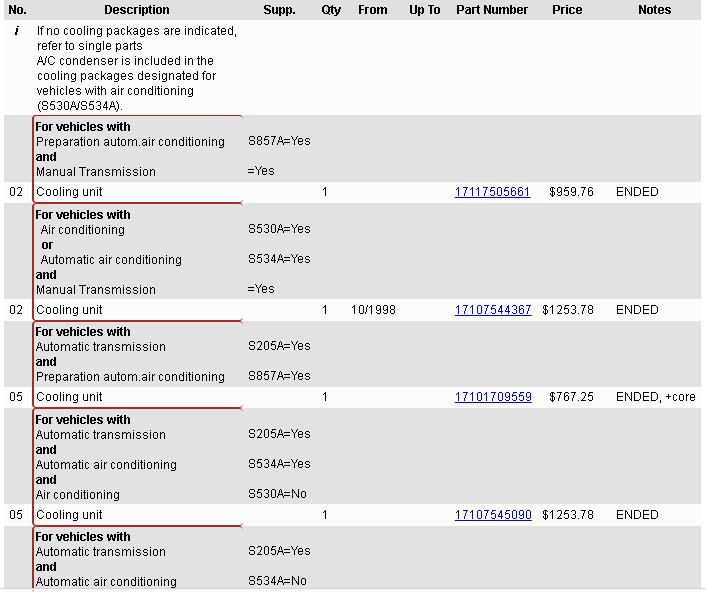 No. Description Supp. Qty From Up To Part Number Price Notes
i If no cooling packages are indicated,
refer to single parts
A/C condenser is included in the
cooling packages designated for
vehicles with air conditioning
(S530A/S534A).
For vehicles with
Preparation autom.air conditioning S857A=Yes
and
Manual Transmission =Yes
02 Cooling unit 1 17117505661 $959.76 ENDED
For vehicles with
Air conditioning S530A=Yes
or
Automatic air conditioning S534A=Yes
and
Manual Transmission =Yes
02 Cooling unit 1 10/1998 17107544367 $1253.78 ENDED
For vehicles with
Automatic transmission S205A=Yes
and
Preparation autom.air conditioning S857A=Yes
05 Cooling unit 1 17101709559 $767.25 ENDED, +core
For vehicles with
Automatic transmission S205A=Yes
and
Automatic air conditioning S534A=Yes
and
Air conditioning S530A=No
05 Cooling unit 1 17107545090 $1253.78 ENDED
For vehicles with
Automatic transmission S205A=Yes
and
Automatic air conditioning S534A=No